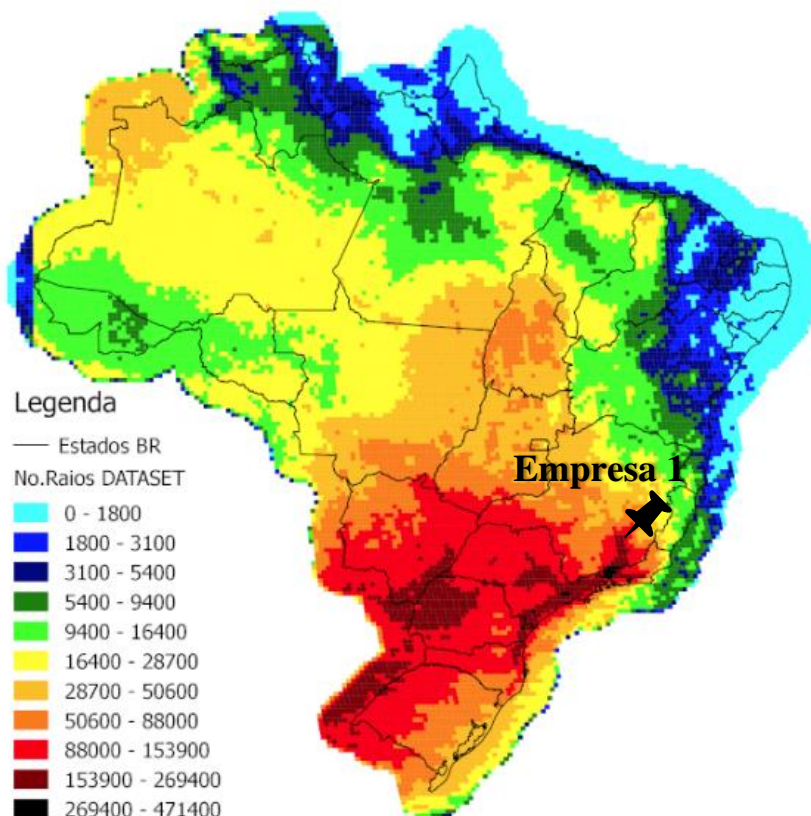 Empresa 1
Legenda
Estados BR
No.Raios DATASET
0 - 1800
1800 - 3100
3100 - 5400
5400 - 9400
9400 - 16400
16400 - 28700
28700 - 50600
50600 - 88000
88000 - 153900
153900 - 269400
269400 - 471400